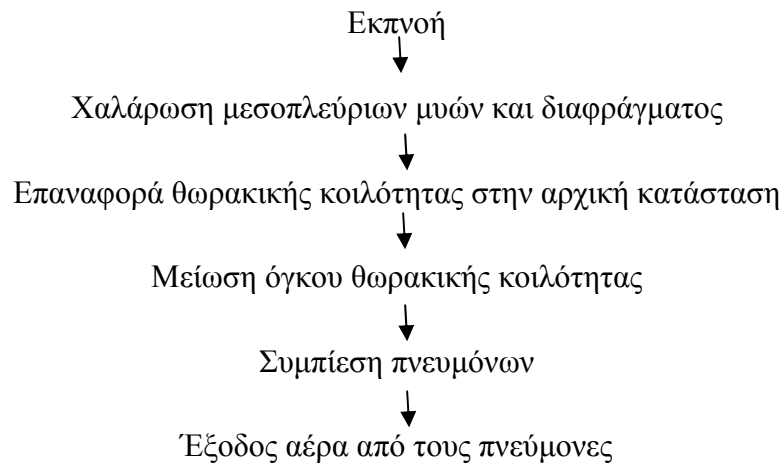 Εκπνοή
Χαλάρωση μεσοπλεύριων μυών και διαφράγματος
Επαναφορά θωρακικής κοιλότητας στην αρχική κατάσταση
Μείωση όγκου θωρακικής κοιλότητας
Συμπίεση πνευμόνων
Έξοδος αέρα από τους πνεύμονες